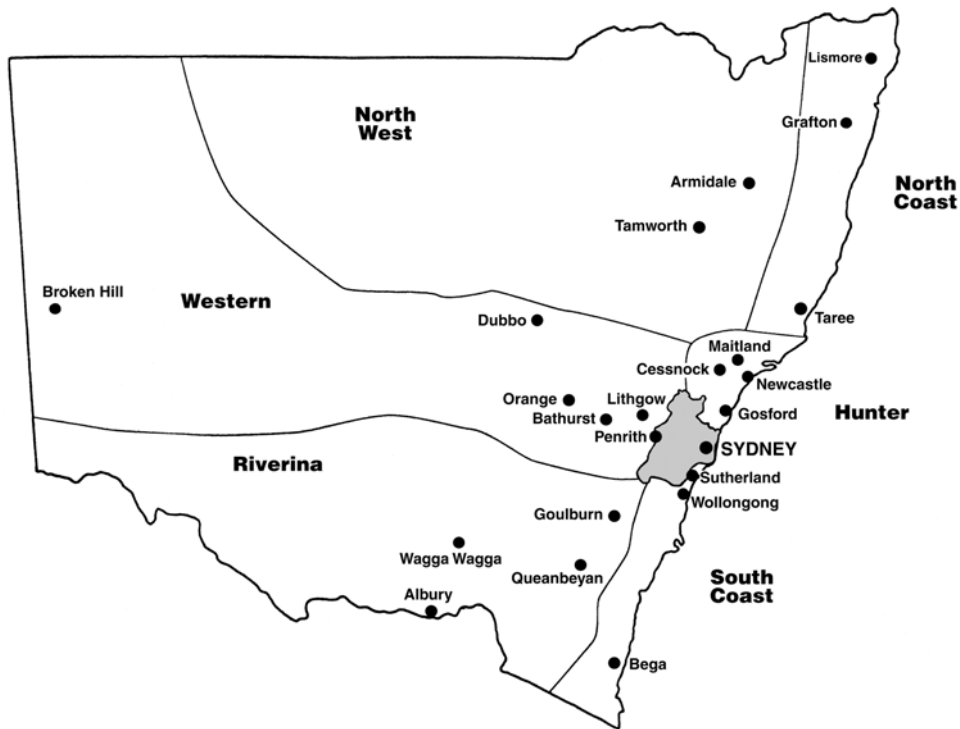 Lismore
North
West
Grafton
Armidale
North
Coast
Tamworth
Broken Hill
Western
Dubbo
Taree
Maitland
Cessnock
Newcastle
Orange
Lithgow
Gosford
Hunter
Bathurst
Penrith
SYDNEY
Riverina
Sutherland
Wollongong
Goulburn
Wagga Wagga
Queanbeyan
South
Coast
Albury
Bega